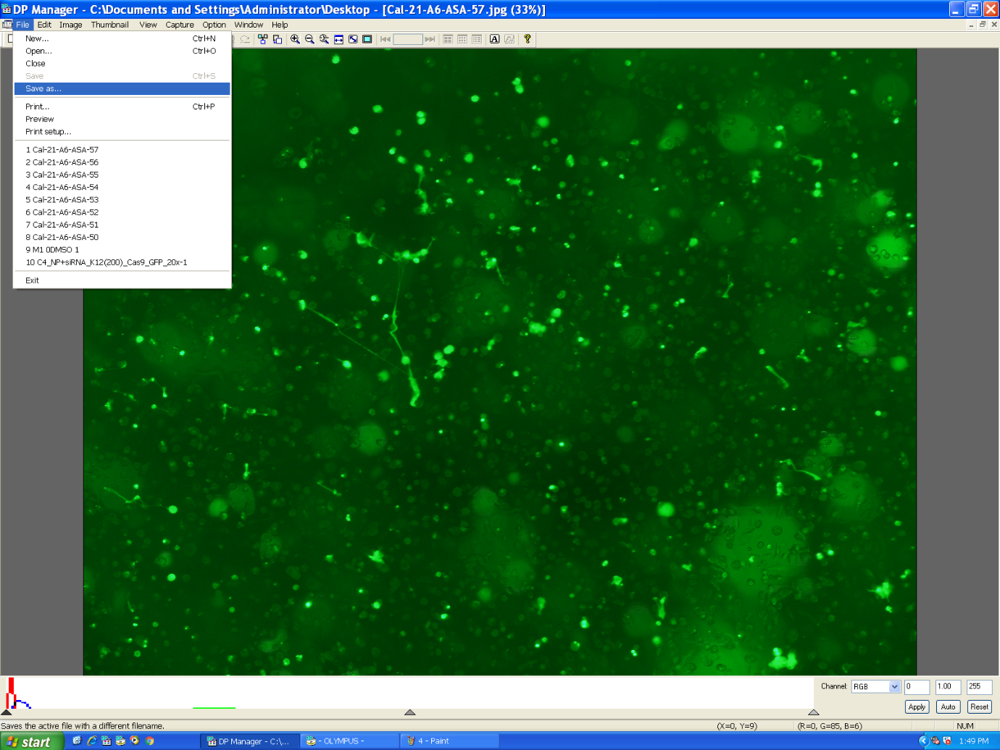 DP Manager - C:\Documents and Settings\Administrator\Desktop - [Cal-21-A6-ASA-57.jpg (33%)]
File Edit Image Thumbnail View Capture Option Window Help
New... Ctrl+N
Open... Ctrl+O
Close
Save Ctrl+S
Save as...
Print... Ctrl+P
Preview
Print setup...
1 Cal-21-A6-ASA-57
2 Cal-21-A6-ASA-56
3 Cal-21-A6-ASA-55
4 Cal-21-A6-ASA-54
5 Cal-21-A6-ASA-53
6 Cal-21-A6-ASA-52
7 Cal-21-A6-ASA-51
8 Cal-21-A6-ASA-50
9 M1 0DMSO 1
10 C4_NP+siRNA_K12(200)_Cas9_GFP_20x-1
Exit
Channel: RGB 0 1.00 255
Apply Auto Reset
Saves the active file with a different filename. (X=0, Y=9) (R=0, G=85, B=6) NUM
start DP Manager - C:\... - OLYMPUS - 4 - Paint 1:49 PM